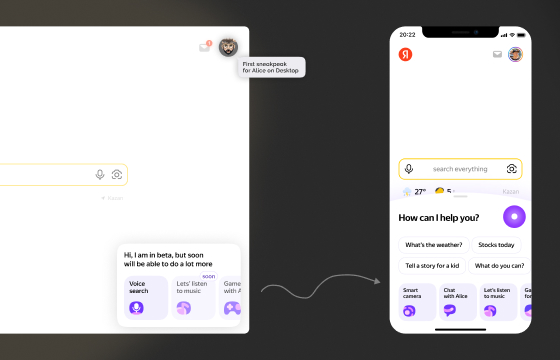 First sneokpeok
for Alice on Desktop
Kazan
Hi, I am in beta, but soon
will be able to do a lot more
soon
Voice
search
Lets' listen
to music
Game
with A
20:22
Я
search everything
27°
5
Kazan
How can I help you?
What's the weather?
Stocks today
Tell a story for a kid
What do you can?
Smart
camera
Chat
with Alice
Let's listen
to music
Ga
for